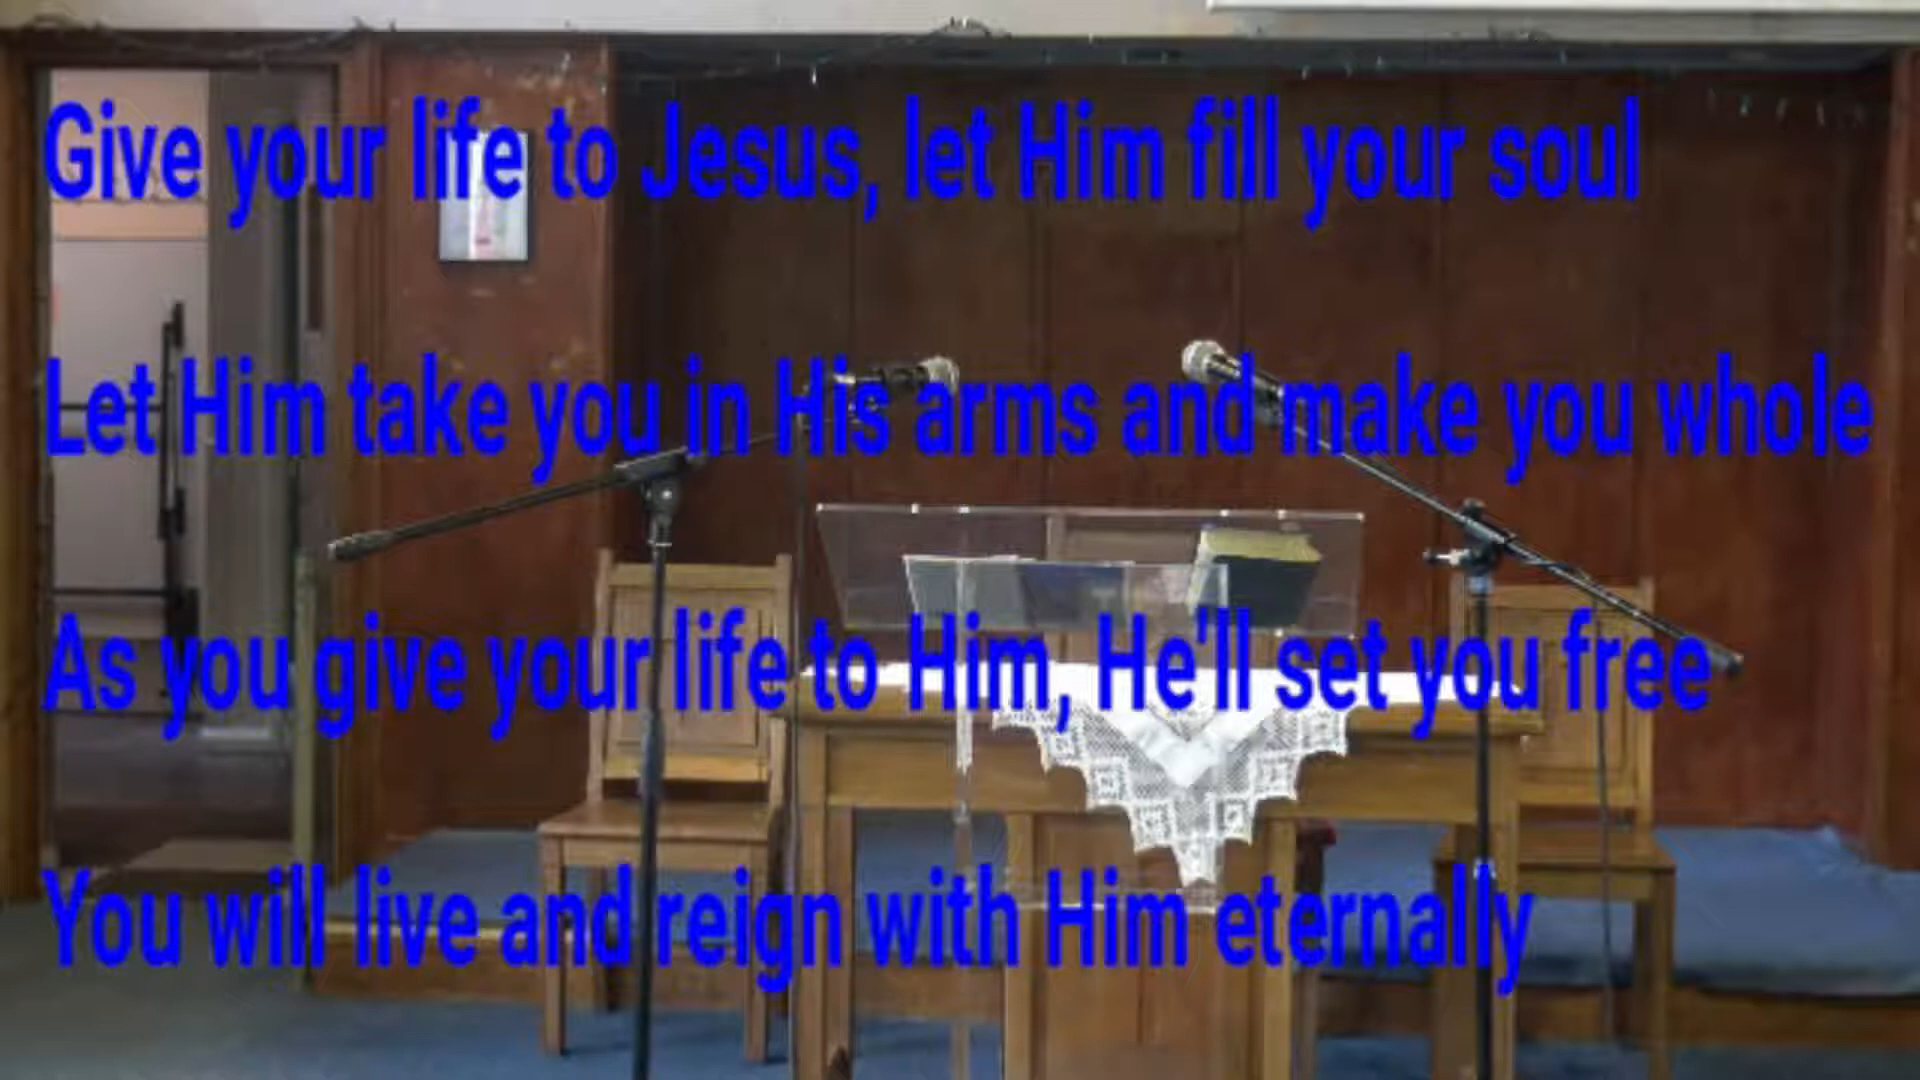 Give your life to Jesus, let Him fill your soul
Let Him take you in His arms and make you whole
As you give your life to Him, He'll set you free
You will live and reign with Him eternally